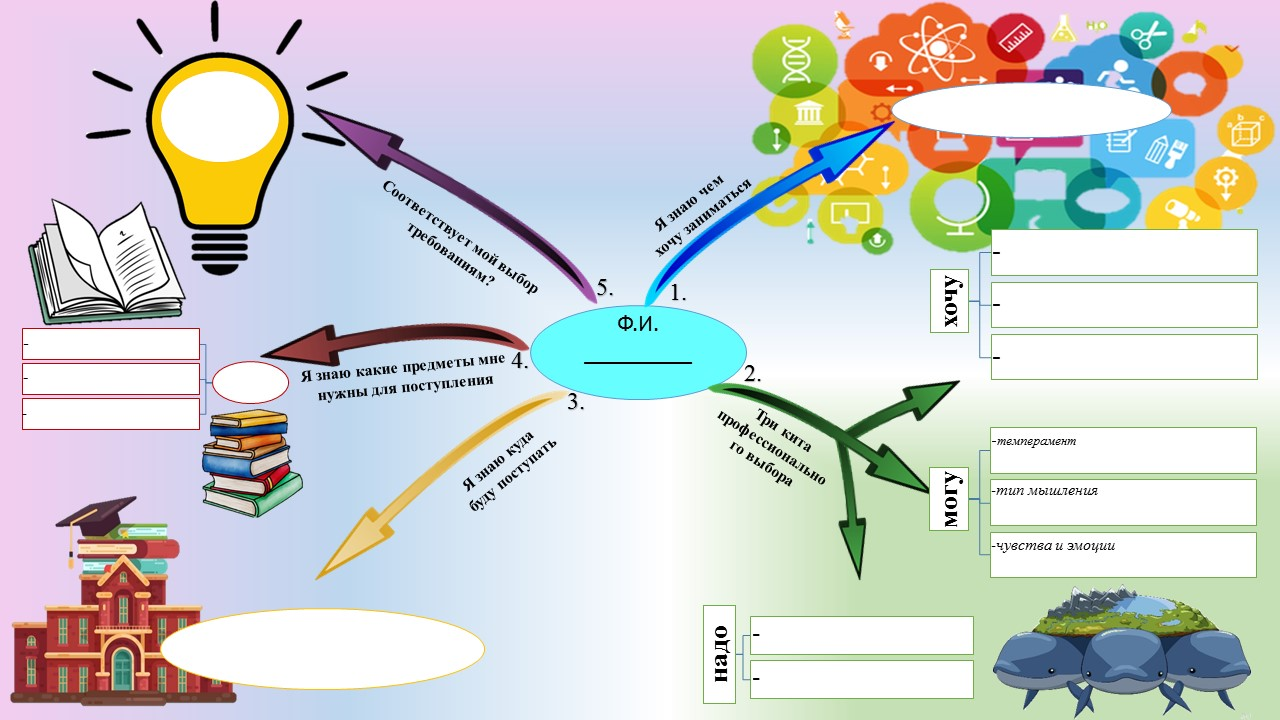 Ф.И.
___________
1.
Я знаю чем
хочу заниматься
2.
Три кита
профессионально
го выбора
хочу
-
-
-
могу
-темперамент
-тип мышления
-чувства и эмоции
надо
-
-
3.
Я знаю куда
буду поступать
4.
Я знаю какие предметы мне
нужны для поступления
-
-
-
5.
Соответствует мой выбор
требованиям?